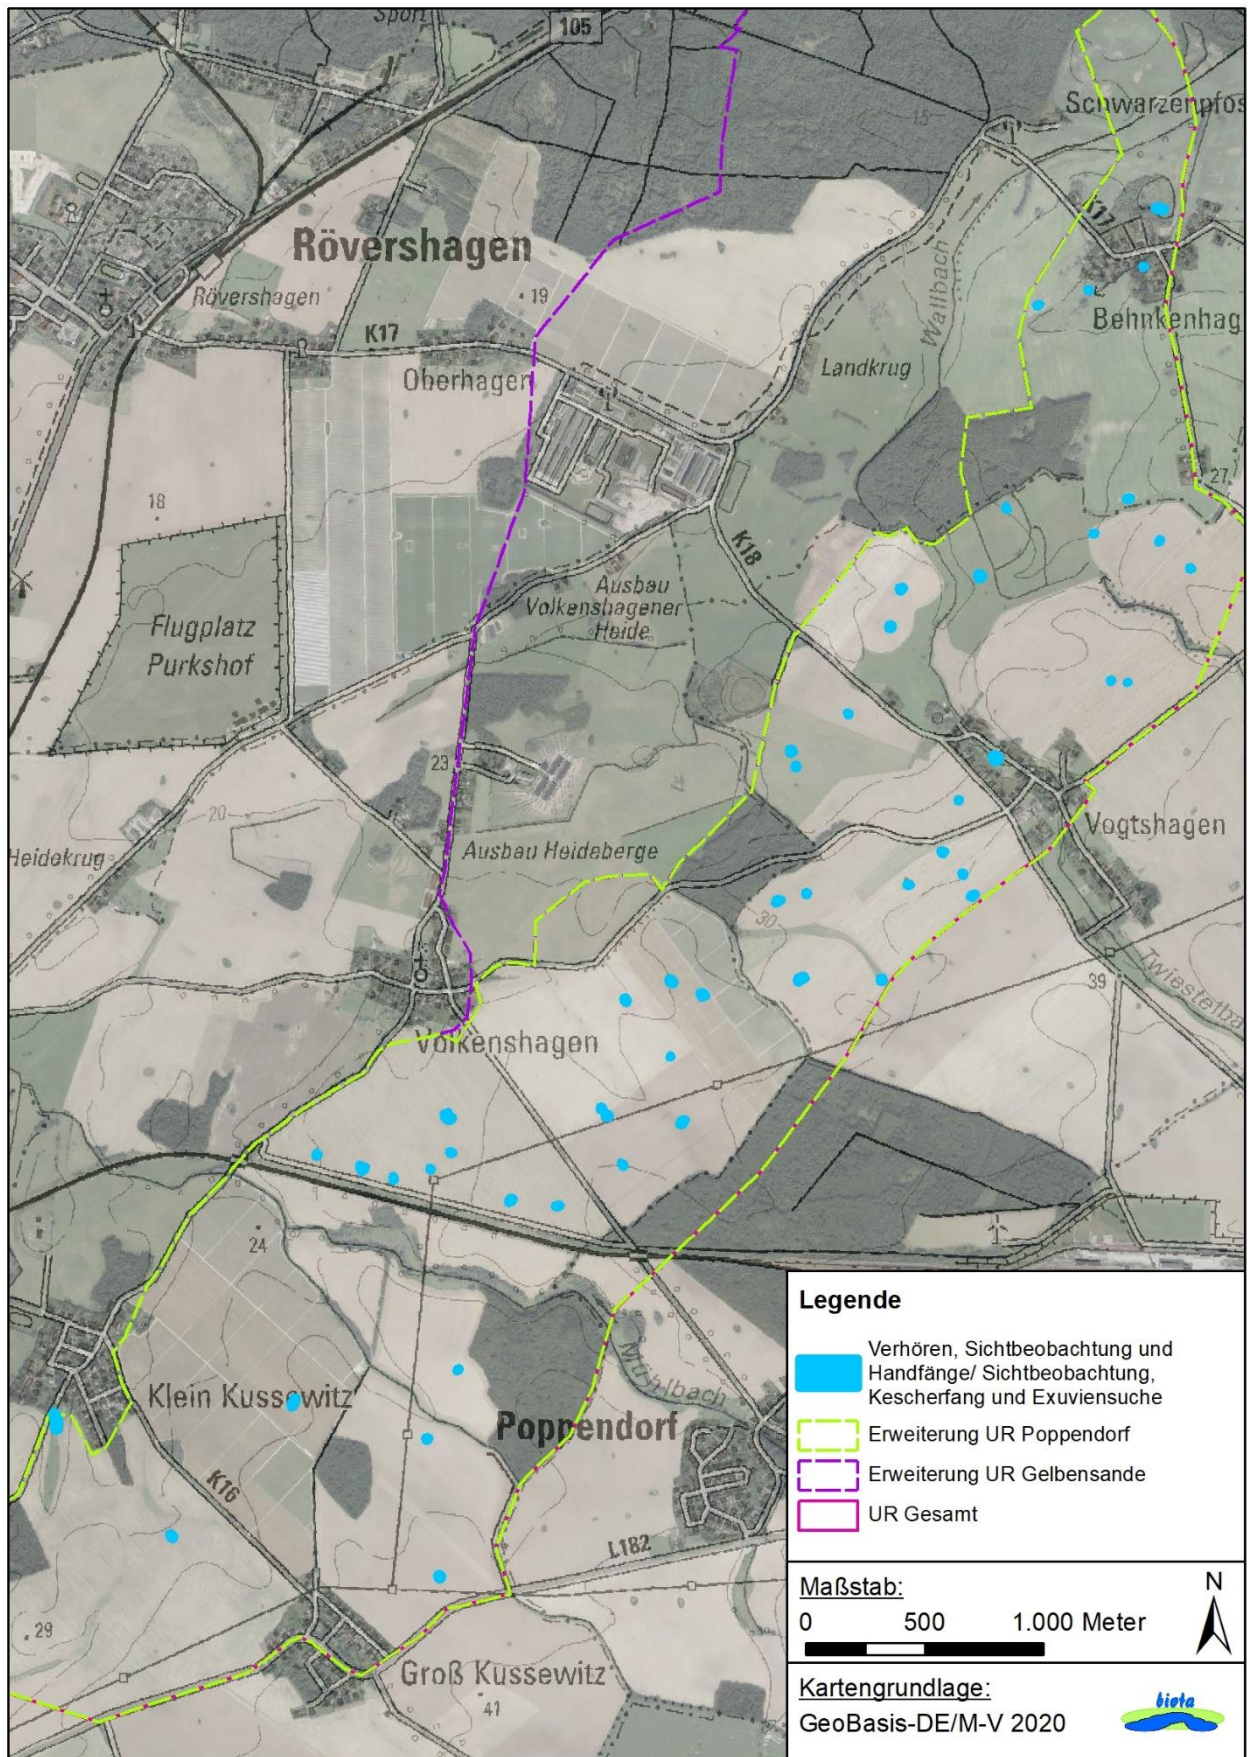 Sport
105
Schwarzenpfos
15
K17
Rövershagen
Wallbach
Rövershagen
19
K17
Behnkenhag
Oberhagen
Landkrug
27
18
K18
Ausbau
Volkenshagener
Heide
Flugplatz
Purkshof
23
20
Vogtshagen
Heidekrug
Ausbau Heideberge
30
39
Volkenshagen
24
Mühlbach
Klein Kussewitz
Poppendorf
K16
L182
29
Groß Kussewitz
41
Legende
Verhören, Sichtbeobachtung und
Handfänge/ Sichtbeobachtung,
Kescherfang und Exuviensuche
Erweiterung UR Poppendorf
Erweiterung UR Gelbensande
UR Gesamt
Maßstab:
N
0 500 1.000 Meter
Kartengrundlage:
GeoBasis-DE/M-V 2020
biota